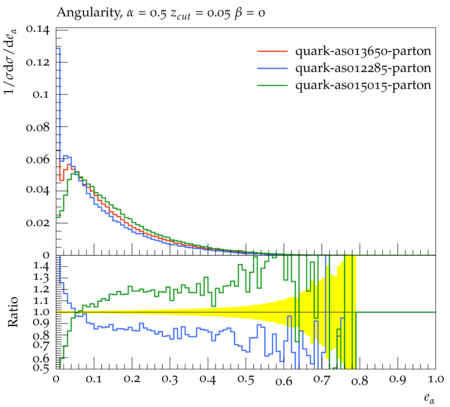 Angularity, α = 0.5 z_cut = 0.05 β = 0
1/σdσ/de_α
0.14
0.12
0.1
0.08
0.06
0.04
0.02
0
quark-as013650-parton
quark-as012285-parton
quark-as015015-parton
Ratio
1.4
1.3
1.2
1.1
1.0
0.9
0.8
0.7
0.6
0.5
0 0.1 0.2 0.3 0.4 0.5 0.6 0.7 0.8 0.9 1.0
e_α